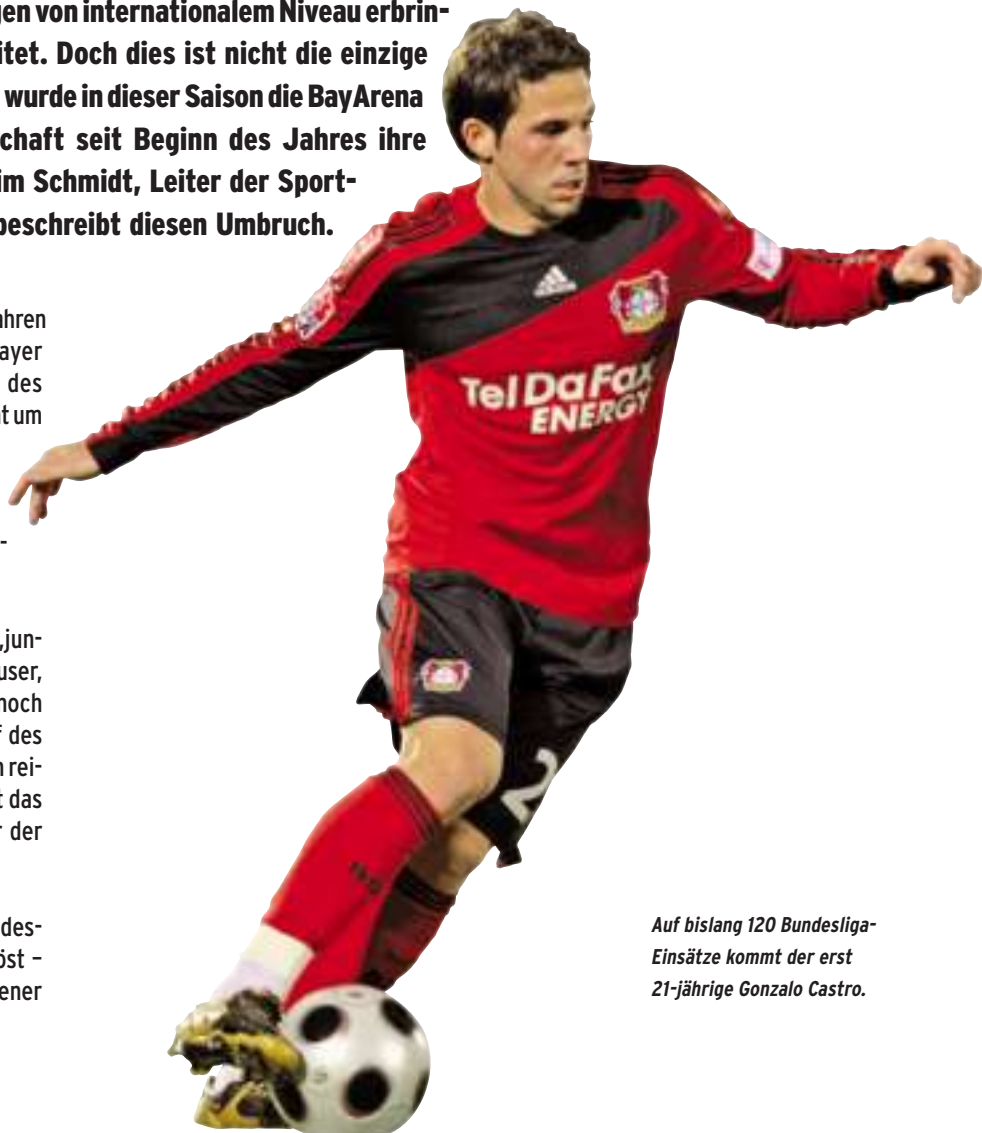 gen von internationalem Niveau erbrin-
itet. Doch dies ist nicht die einzige
wurde in dieser Saison die BayArena
chaft seit Beginn des Jahres ihre
im Schmidt, Leiter der Sport-
beschreibt diesen Umbruch.
ahren
ayer
des
t um
-
‚jun-
user,
noch
f des
n rei-
t das
r der
des-
öst –
ener
adidas
TelDaFax
ENERGY
2
Auf bislang 120 Bundesliga-
Einsätze kommt der erst
21-jährige Gonzalo Castro.